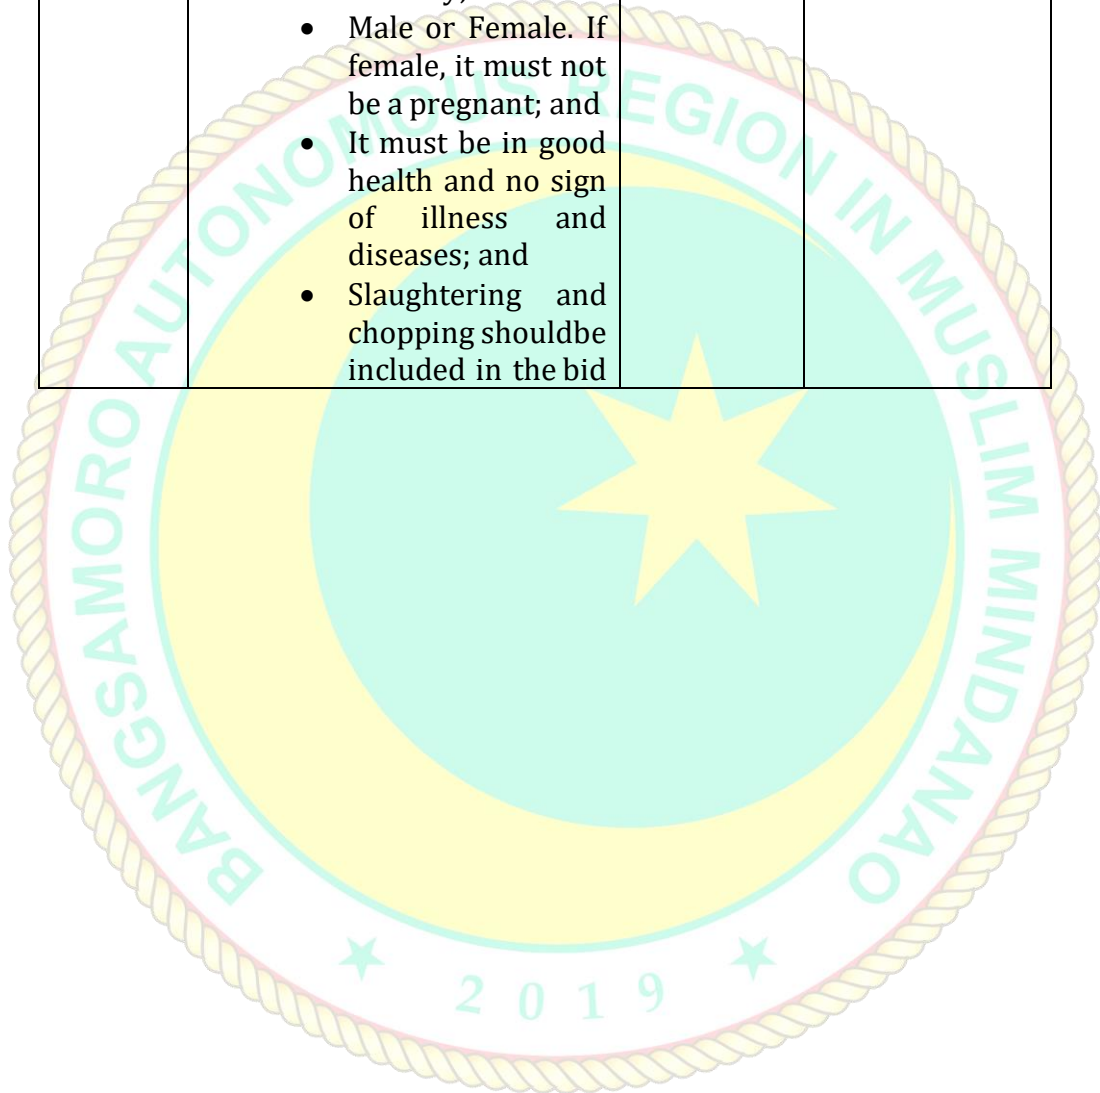 • Male or Female. If
female, it must not
be a pregnant; and
• It must be in good
health and no sign
of illness and
diseases; and
• Slaughtering and
chopping shouldbe
included in the bid
BANGSAMORO AUTONOMOUS REGION IN MUSLIM MINDANAO
2019